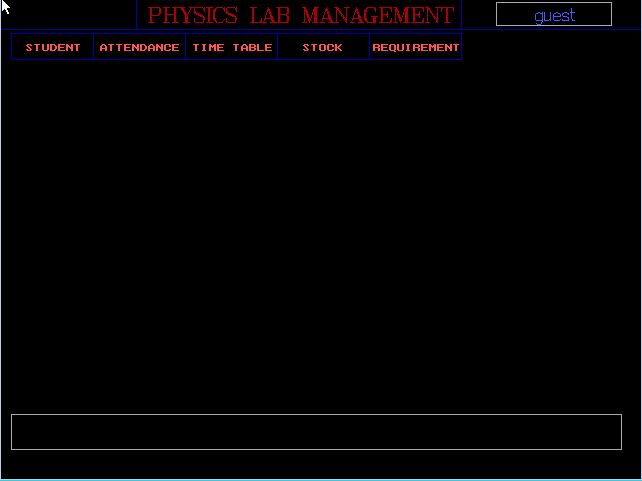 PHYSICS LAB MANAGEMENT
guest
STUDENT ATTENDANCE TIME TABLE STOCK REQUIREMENT